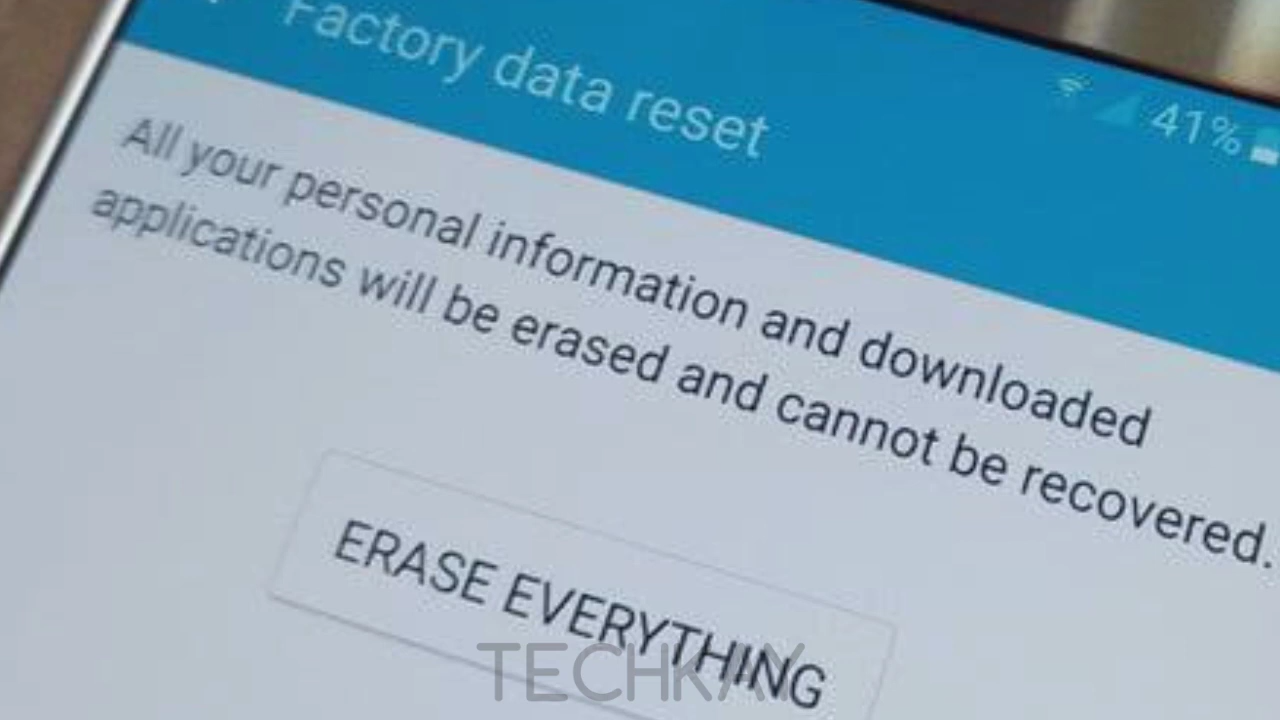 Factory data reset
41%
All your personal information and downloaded
applications will be erased and cannot be recovered.
ERASE EVERYTHING
TECHKAY